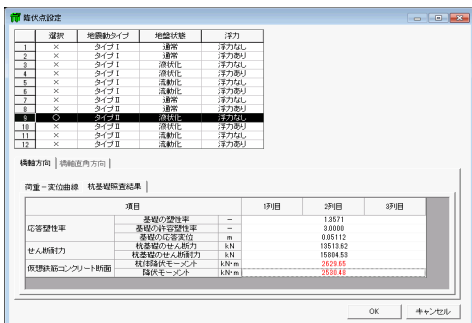 降伏点設定
選択 地震動タイプ 地盤状態 浮力
1 × タイプⅠ 通常 浮力なし
2 × タイプⅠ 通常 浮力あり
3 × タイプⅠ 液状化 浮力なし
4 × タイプⅠ 液状化 浮力あり
5 × タイプⅠ 流動化 浮力なし
6 × タイプⅠ 流動化 浮力あり
7 × タイプⅡ 通常 浮力なし
8 × タイプⅡ 通常 浮力あり
9 ○ タイプⅡ 液状化 浮力なし
10 × タイプⅡ 液状化 浮力あり
11 × タイプⅡ 流動化 浮力なし
12 × タイプⅡ 流動化 浮力あり
橋軸方向 橋軸直角方向
荷重-変位曲線 杭基礎照査結果
項目 1列目 2列目 3列目
応答塑性率 基礎の塑性率 - 1.3571
基礎の許容塑性率 - 3.0000
基礎の応答変位 m 0.05112
せん断耐力 杭基礎のせん断力 kN 13513.62
杭基礎のせん断耐力 kN 15804.53
仮想鉄筋コンクリート断面 杭体降伏モーメント kN・m 2629.65
降伏モーメント kN・m 2530.48
OK キャンセル